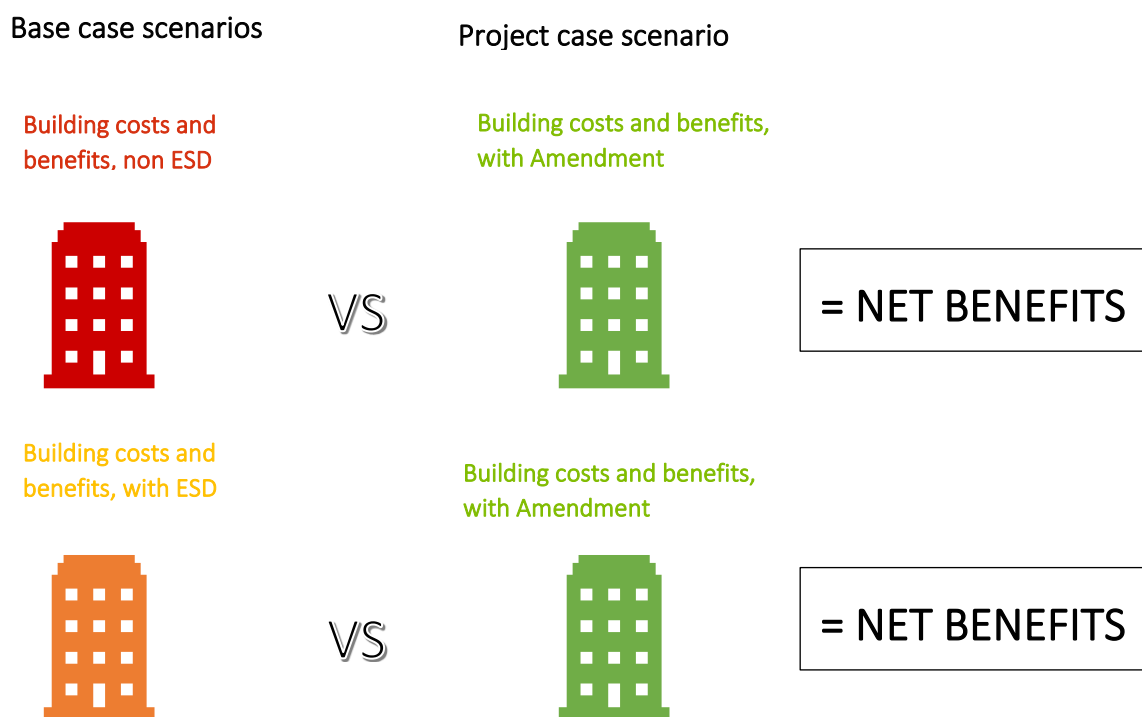 Base case scenarios
Project case scenario
Building costs and
benefits, non ESD
Building costs and benefits,
with Amendment
VS
= NET BENEFITS
Building costs and
benefits, with ESD
Building costs and benefits,
with Amendment
VS
= NET BENEFITS